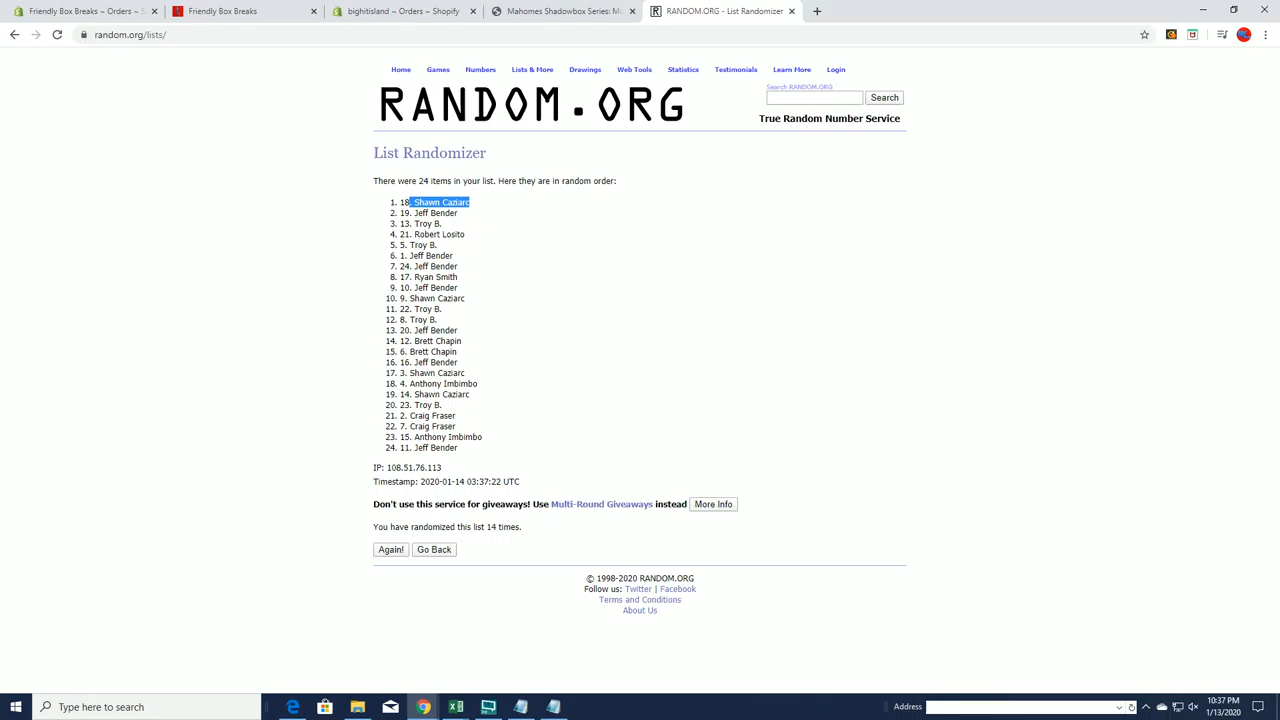 Friendly Box Breaks – Orders ~ S
Friendly Box Breaks
bighitisland ~ Orders ~ Shopify
Mahomes Shadowbox Series: Mu
RANDOM.ORG - List Randomizer
random.org/lists/
Home Games Numbers Lists & More Drawings Web Tools Statistics Testimonials Learn More Login
Search RANDOM.ORG
RANDOM.ORG
Search
True Random Number Service
List Randomizer
There were 24 items in your list. Here they are in random order:
1. 18. Shawn Caziarc
2. 19. Jeff Bender
3. 13. Troy B.
4. 21. Robert Losito
5. 5. Troy B.
6. 1. Jeff Bender
7. 24. Jeff Bender
8. 17. Ryan Smith
9. 10. Jeff Bender
10. 9. Shawn Caziarc
11. 22. Troy B.
12. 8. Troy B.
13. 20. Jeff Bender
14. 12. Brett Chapin
15. 6. Brett Chapin
16. 16. Jeff Bender
17. 3. Shawn Caziarc
18. 4. Anthony Imbimbo
19. 14. Shawn Caziarc
20. 23. Troy B.
21. 2. Craig Fraser
22. 7. Craig Fraser
23. 15. Anthony Imbimbo
24. 11. Jeff Bender
IP: 108.51.76.113
Timestamp: 2020-01-14 03:37:22 UTC
Don't use this service for giveaways! Use Multi-Round Giveaways instead More Info
You have randomized this list 14 times.
Again! Go Back
© 1998-2020 RANDOM.ORG
Follow us: Twitter | Facebook
Terms and Conditions
About Us
Type here to search
Address
10:37 PM
1/13/2020